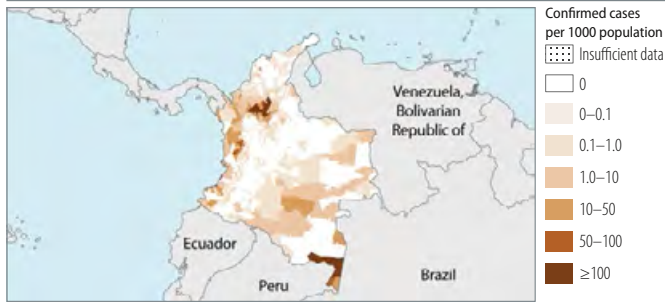 Confirmed cases
per 1000 population
Insufficient data
0
0–0.1
0.1–1.0
1.0–10
10–50
50–100
≥100
Venezuela,
Bolivarian
Republic of
Ecuador
Peru
Brazil